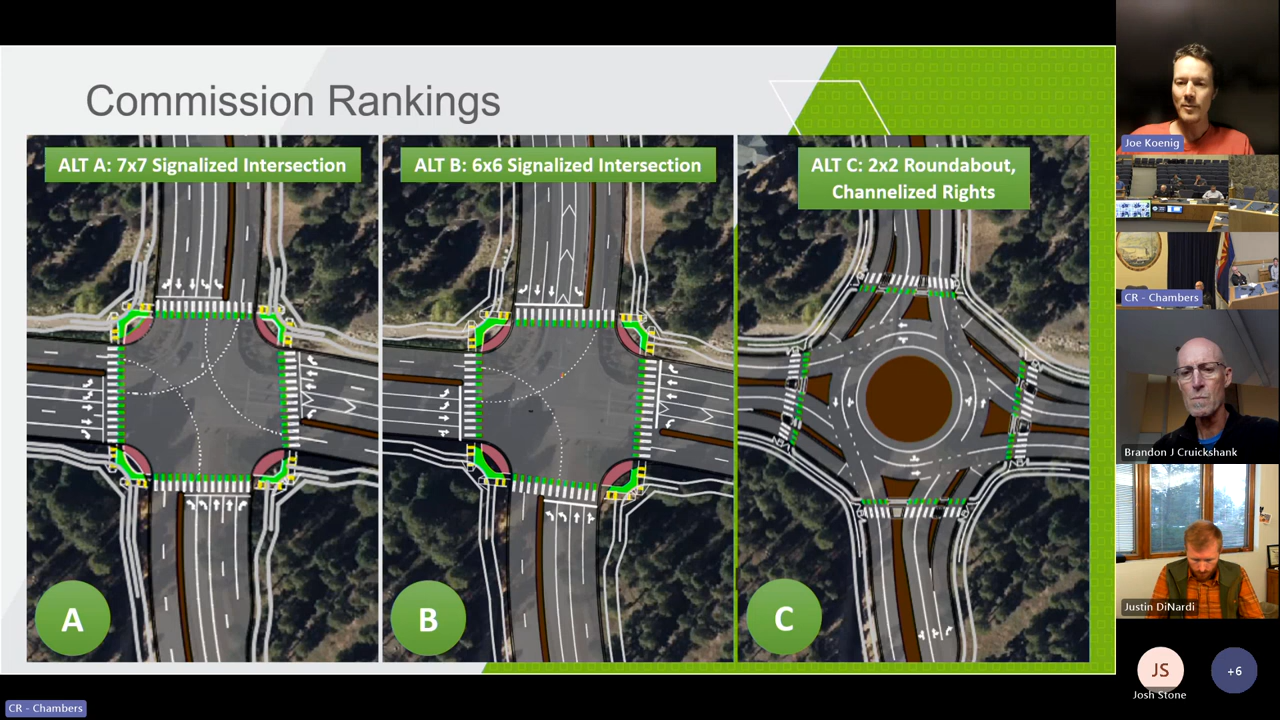 Commission Rankings
ALT A: 7x7 Signalized Intersection
ALT B: 6x6 Signalized Intersection
ALT C: 2x2 Roundabout,
Channelized Rights
A
B
C
Joe Koenig
CR - Chambers
Brandon J Cruickshank
Justin DiNardi
JS
Josh Stone
+6
CR - Chambers